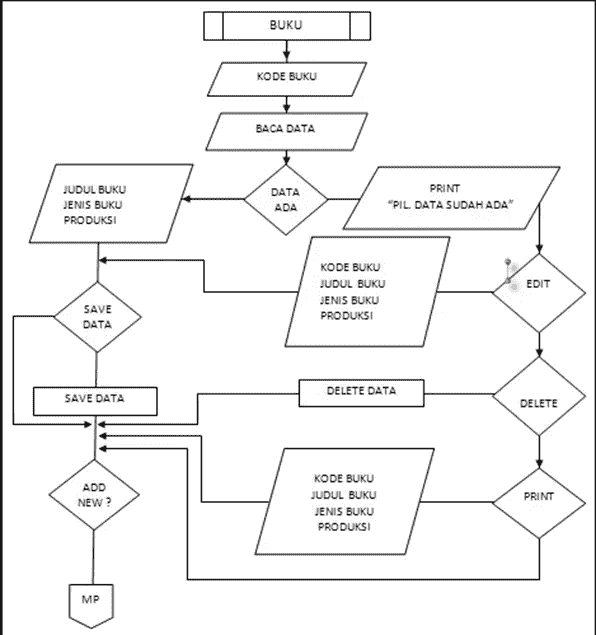 BUKU
KODE BUKU
BACA DATA
DATA
ADA
JUDUL BUKU
JENIS BUKU
PRODUKSI
PRINT
“PIL. DATA SUDAH ADA”
KODE BUKU
JUDUL BUKU
JENIS BUKU
PRODUKSI
EDIT
SAVE
DATA
SAVE DATA
DELETE DATA
DELETE
KODE BUKU
JUDUL BUKU
JENIS BUKU
PRODUKSI
PRINT
ADD
NEW ?
MP